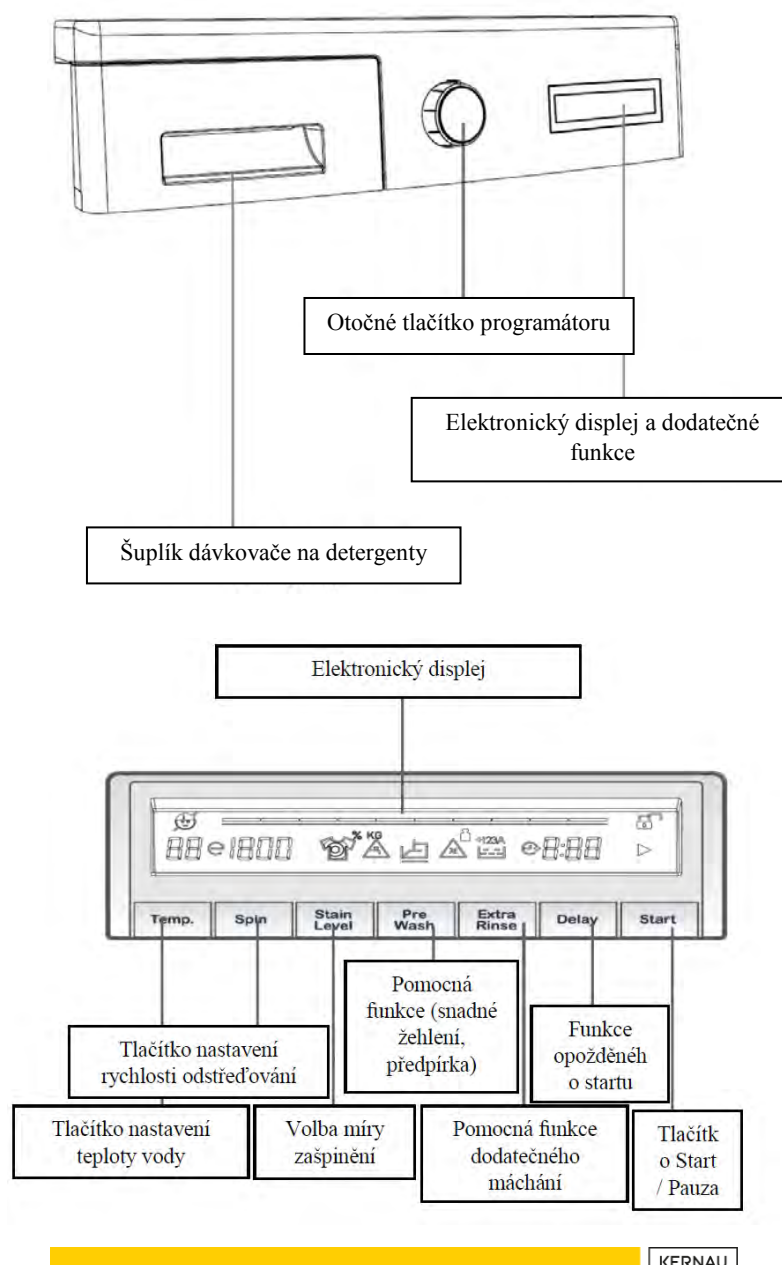 Otočné tlačítko programátoru
Elektronický displej a dodatečné
funkce
Šuplík dávkovače na detergenty
Elektronický displej
% KG
88 1800 123A 8:88
Temp. Spin Stain Level Pre Wash Extra Rinse Delay Start
Pomocná
funkce (snadné
žehlení,
předpírka)
Funkce
opožděnéh
o startu
Tlačítko nastavení
rychlosti odstřeďování
Tlačítko nastavení
teploty vody
Volba míry
zašpinění
Pomocná funkce
dodatečného
máchání
Tlačítk
o Start
/ Pauza
KERNAU